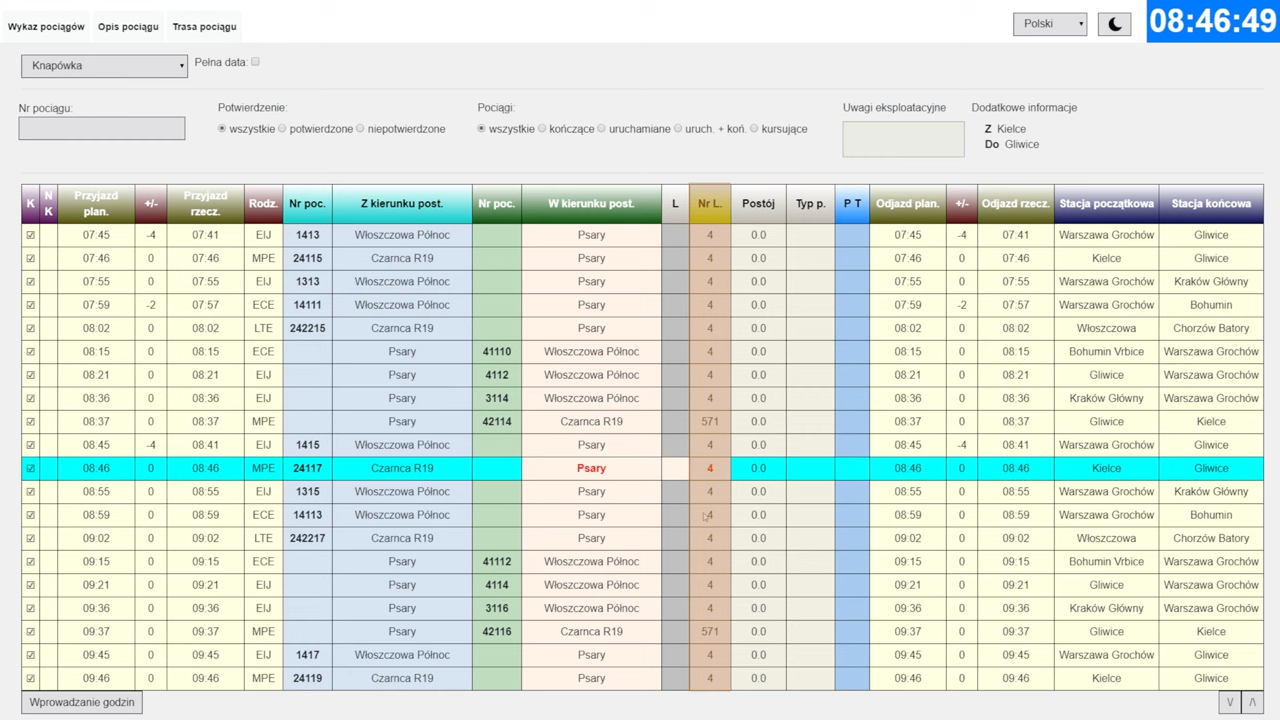 Wykaz pociągów Opis pociągu Trasa pociągu Polski 08:46:49
Knapówka Pełna data:
Nr pociągu: Potwierdzenie: Pociągi: Uwagi eksploatacyjne Dodatkowe informacje
wszystkie potwierdzone niepotwierdzone wszystkie kończące uruchamiane uruch. + koń. kursujące Z Kielce
Do Gliwice
K N K Przyjazd plan. +/- Przyjazd rzecz. Rodz. Nr poc. Z kierunku post. Nr poc. W kierunku post. L Nr L. Postój Typ p. P T Odjazd plan. +/- Odjazd rzecz. Stacja początkowa Stacja końcowa
07:45 -4 07:41 EIJ 1413 Włoszczowa Północ Psary 4 0.0 07:45 -4 07:41 Warszawa Grochów Gliwice
07:46 0 07:46 MPE 24115 Czarnca R19 Psary 4 0.0 07:46 0 07:46 Kielce Gliwice
07:55 0 07:55 EIJ 1313 Włoszczowa Północ Psary 4 0.0 07:55 0 07:55 Warszawa Grochów Kraków Główny
07:59 -2 07:57 ECE 14111 Włoszczowa Północ Psary 4 0.0 07:59 -2 07:57 Warszawa Grochów Bohumin
08:02 0 08:02 LTE 242215 Czarnca R19 Psary 4 0.0 08:02 0 08:02 Włoszczowa Chorzów Batory
08:15 0 08:15 ECE Psary 41110 Włoszczowa Północ 4 0.0 08:15 0 08:15 Bohumin Vrbice Warszawa Grochów
08:21 0 08:21 EIJ Psary 4112 Włoszczowa Północ 4 0.0 08:21 0 08:21 Gliwice Warszawa Grochów
08:36 0 08:36 EIJ Psary 3114 Włoszczowa Północ 4 0.0 08:36 0 08:36 Kraków Główny Warszawa Grochów
08:37 0 08:37 MPE Psary 42114 Czarnca R19 571 0.0 08:37 0 08:37 Gliwice Kielce
08:45 -4 08:41 EIJ 1415 Włoszczowa Północ Psary 4 0.0 08:45 -4 08:41 Warszawa Grochów Gliwice
08:46 0 08:46 MPE 24117 Czarnca R19 Psary 4 0.0 08:46 0 08:46 Kielce Gliwice
08:55 0 08:55 EIJ 1315 Włoszczowa Północ Psary 4 0.0 08:55 0 08:55 Warszawa Grochów Kraków Główny
08:59 0 08:59 ECE 14113 Włoszczowa Północ Psary 4 0.0 08:59 0 08:59 Warszawa Grochów Bohumin
09:02 0 09:02 LTE 242217 Czarnca R19 Psary 4 0.0 09:02 0 09:02 Włoszczowa Chorzów Batory
09:15 0 09:15 ECE Psary 41112 Włoszczowa Północ 4 0.0 09:15 0 09:15 Bohumin Vrbice Warszawa Grochów
09:21 0 09:21 EIJ Psary 4114 Włoszczowa Północ 4 0.0 09:21 0 09:21 Gliwice Warszawa Grochów
09:36 0 09:36 EIJ Psary 3116 Włoszczowa Północ 4 0.0 09:36 0 09:36 Kraków Główny Warszawa Grochów
09:37 0 09:37 MPE Psary 42116 Czarnca R19 571 0.0 09:37 0 09:37 Gliwice Kielce
09:45 0 09:45 EIJ 1417 Włoszczowa Północ Psary 4 0.0 09:45 0 09:45 Warszawa Grochów Gliwice
09:46 0 09:46 MPE 24119 Czarnca R19 Psary 4 0.0 09:46 0 09:46 Kielce Gliwice
Wprowadzanie godzin